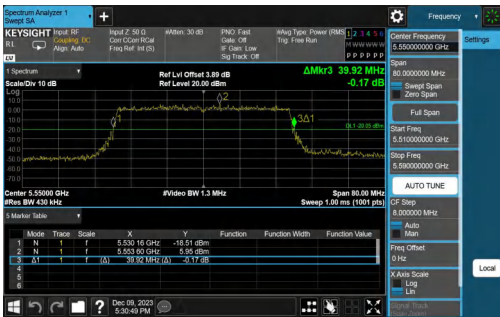 Spectrum Analyzer 1
Swept SA
+
Frequency
KEYSIGHT
RL
Input: RF
Coupling: DC
Align: Auto
Input Z: 50 Ω
Corr CCorr RCal
Freq Ref: Int (S)
#Atten: 30 dB
PNO: Fast
Gate: Off
IF Gain: Low
Sig Track: Off
#Avg Type: Power (RMS)
Trig: Free Run
1 2 3 4 5 6
M W W W W W
P P P P P P
LV
1 Spectrum
Scale/Div 10 dB
Ref Lvl Offset 3.89 dB
Ref Level 20.00 dBm
ΔMkr3 39.92 MHz
-0.17 dB
Log
10.0
0.00
-10.0
-20.0
-30.0
-40.0
-50.0
-60.0
-70.0
1
2
3Δ1
DL1 -20.05 dBm
Center 5.55000 GHz
#Res BW 430 kHz
#Video BW 1.3 MHz
Span 80.00 MHz
Sweep 1.00 ms (1001 pts)
5 Marker Table
Mode Trace Scale X Y Function Function Width Function Value
1 N 1 f 5.530 16 GHz -18.51 dBm
2 N 1 f 5.553 60 GHz 5.95 dBm
3 Δ1 1 f (Δ) 39.92 MHz (Δ) -0.17 dB
4
5
6
Dec 09, 2023
5:30:49 PM
?
Center Frequency
5.550000000 GHz
Settings
Span
80.0000000 MHz
Swept Span
Zero Span
Full Span
Start Freq
5.510000000 GHz
Stop Freq
5.590000000 GHz
AUTO TUNE
CF Step
8.000000 MHz
Auto
Man
Freq Offset
0 Hz
X Axis Scale
Log
Lin
Local
Signal Track